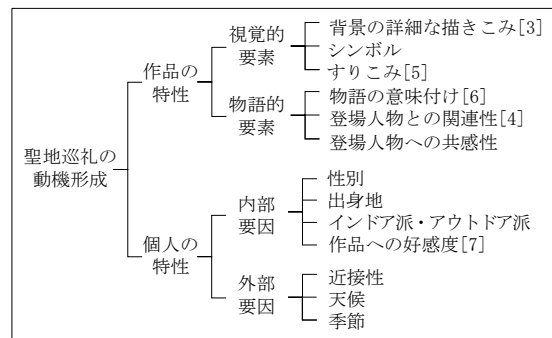 聖地巡礼の
動機形成
作品の
特性
視覚的
要素
背景の詳細な描きこみ[3]
シンボル
すりこみ[5]
物語的
要素
物語の意味付け[6]
登場人物との関連性[4]
登場人物への共感性
個人の
特性
内部
要因
性別
出身地
インドア派・アウトドア派
作品への好感度[7]
外部
要因
近接性
天候
季節